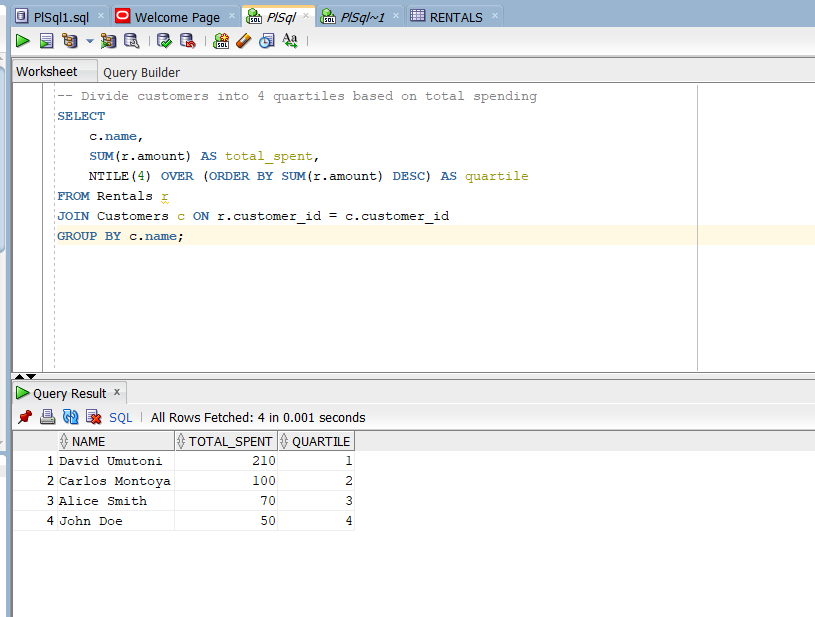 PlSql1.sql Welcome Page PlSql PlSql~1 RENTALS
Worksheet Query Builder
-- Divide customers into 4 quartiles based on total spending
SELECT
c.name,
SUM(r.amount) AS total_spent,
NTILE(4) OVER (ORDER BY SUM(r.amount) DESC) AS quartile
FROM Rentals r
JOIN Customers c ON r.customer_id = c.customer_id
GROUP BY c.name;
Query Result
SQL All Rows Fetched: 4 in 0.001 seconds
NAME TOTAL_SPENT QUARTILE
1 David Umutoni 210 1
2 Carlos Montoya 100 2
3 Alice Smith 70 3
4 John Doe 50 4